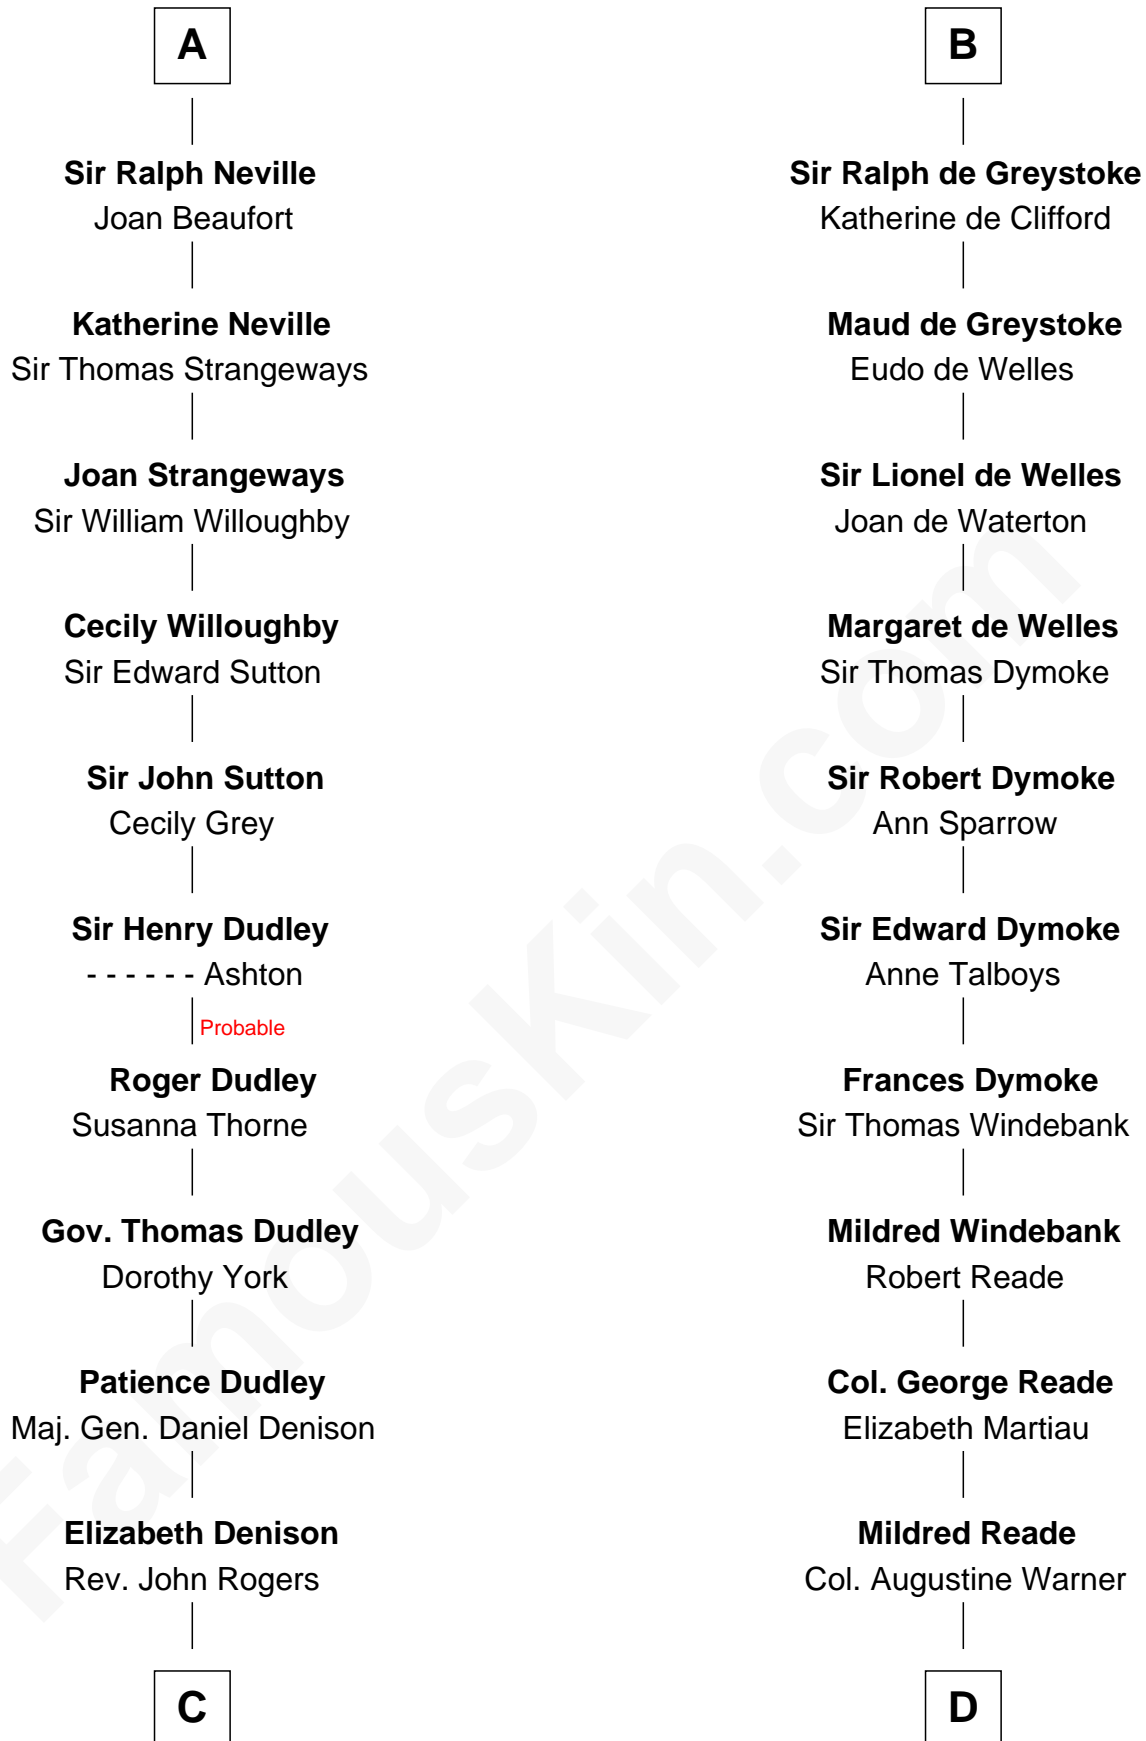 A
Sir Ralph Neville
Joan Beaufort
Katherine Neville
Sir Thomas Strangeways
Joan Strangeways
Sir William Willoughby
Cecily Willoughby
Sir Edward Sutton
Sir John Sutton
Cecily Grey
Sir Henry Dudley
- - - - - - Ashton
Probable
Roger Dudley
Susanna Thorne
Gov. Thomas Dudley
Dorothy York
Patience Dudley
Maj. Gen. Daniel Denison
Elizabeth Denison
Rev. John Rogers
C
B
Sir Ralph de Greystoke
Katherine de Clifford
Maud de Greystoke
Eudo de Welles
Sir Lionel de Welles
Joan de Waterton
Margaret de Welles
Sir Thomas Dymoke
Sir Robert Dymoke
Ann Sparrow
Sir Edward Dymoke
Anne Talboys
Frances Dymoke
Sir Thomas Windebank
Mildred Windebank
Robert Reade
Col. George Reade
Elizabeth Martiau
Mildred Reade
Col. Augustine Warner
D
FamousKin.com